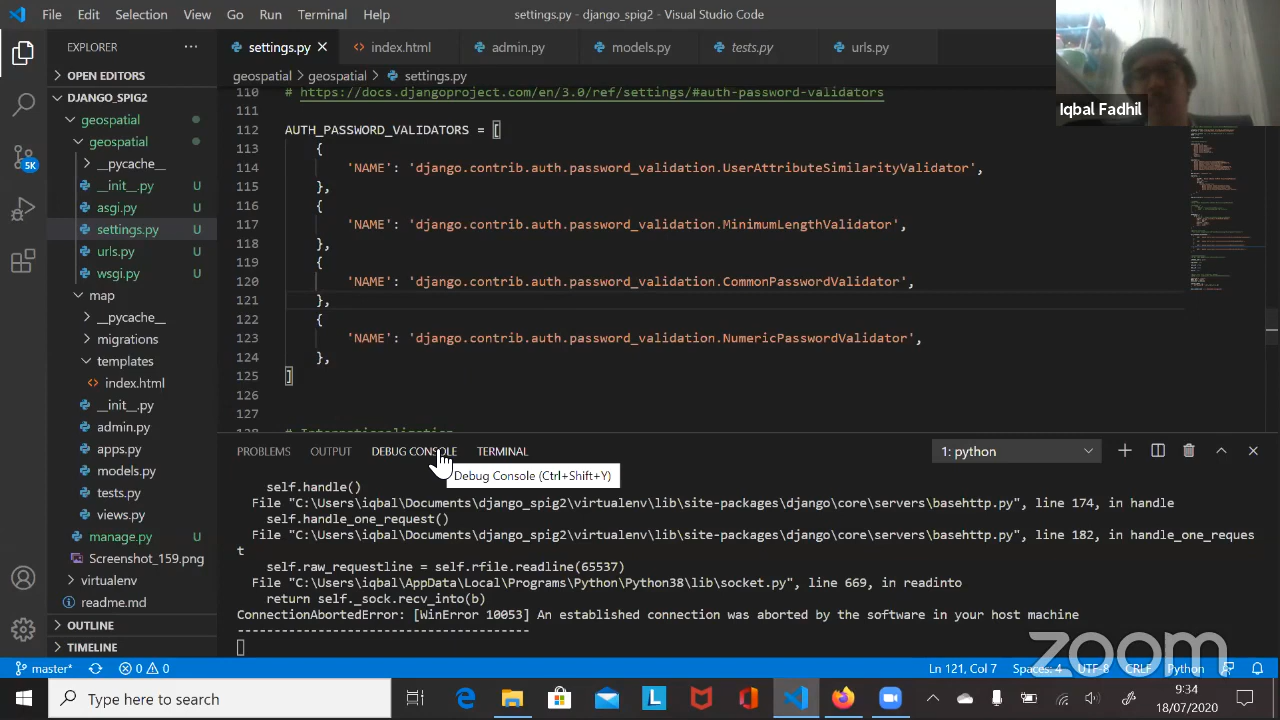 File Edit Selection View Go Run Terminal Help
settings.py - django_spig2 - Visual Studio Code
EXPLORER
settings.py
index.html
admin.py
models.py
tests.py
urls.py
OPEN EDITORS
DJANGO_SPIG2
geospatial
geospatial
__pycache__
__init__.py U
asgi.py U
settings.py U
urls.py U
wsgi.py U
map
__pycache__
migrations
templates
index.html
__init__.py
admin.py
apps.py
models.py
tests.py
views.py
manage.py U
Screenshot_159.png
virtualenv
readme.md
OUTLINE
TIMELINE
5K
geospatial > geospatial > settings.py
110 # https://docs.djangoproject.com/en/3.0/ref/settings/#auth-password-validators
111
112 AUTH_PASSWORD_VALIDATORS = [
113 {
114 'NAME': 'django.contrib.auth.password_validation.UserAttributeSimilarityValidator',
115 },
116 {
117 'NAME': 'django.contrib.auth.password_validation.MinimumLengthValidator',
118 },
119 {
120 'NAME': 'django.contrib.auth.password_validation.CommonPasswordValidator',
121 },
122 {
123 'NAME': 'django.contrib.auth.password_validation.NumericPasswordValidator',
124 },
125 ]
126
127
128 # Internationalization
Iqbal Fadhil
PROBLEMS OUTPUT DEBUG CONSOLE TERMINAL
1: python
Debug Console (Ctrl+Shift+Y)
self.handle()
File "C:\Users\iqbal\Documents\django_spig2\virtualenv\lib\site-packages\django\core\servers\basehttp.py", line 174, in handle
self.handle_one_request()
File "C:\Users\iqbal\Documents\django_spig2\virtualenv\lib\site-packages\django\core\servers\basehttp.py", line 182, in handle_one_reques
t
self.raw_requestline = self.rfile.readline(65537)
File "C:\Users\iqbal\AppData\Local\Programs\Python\Python38\lib\socket.py", line 669, in readinto
return self._sock.recv_into(b)
ConnectionAbortedError: [WinError 10053] An established connection was aborted by the software in your host machine
----------------------------------------
zoom
master* 0 0
Ln 121, Col 7 Spaces: 4 UTF-8 CRLF Python
Type here to search
L
9:34
18/07/2020